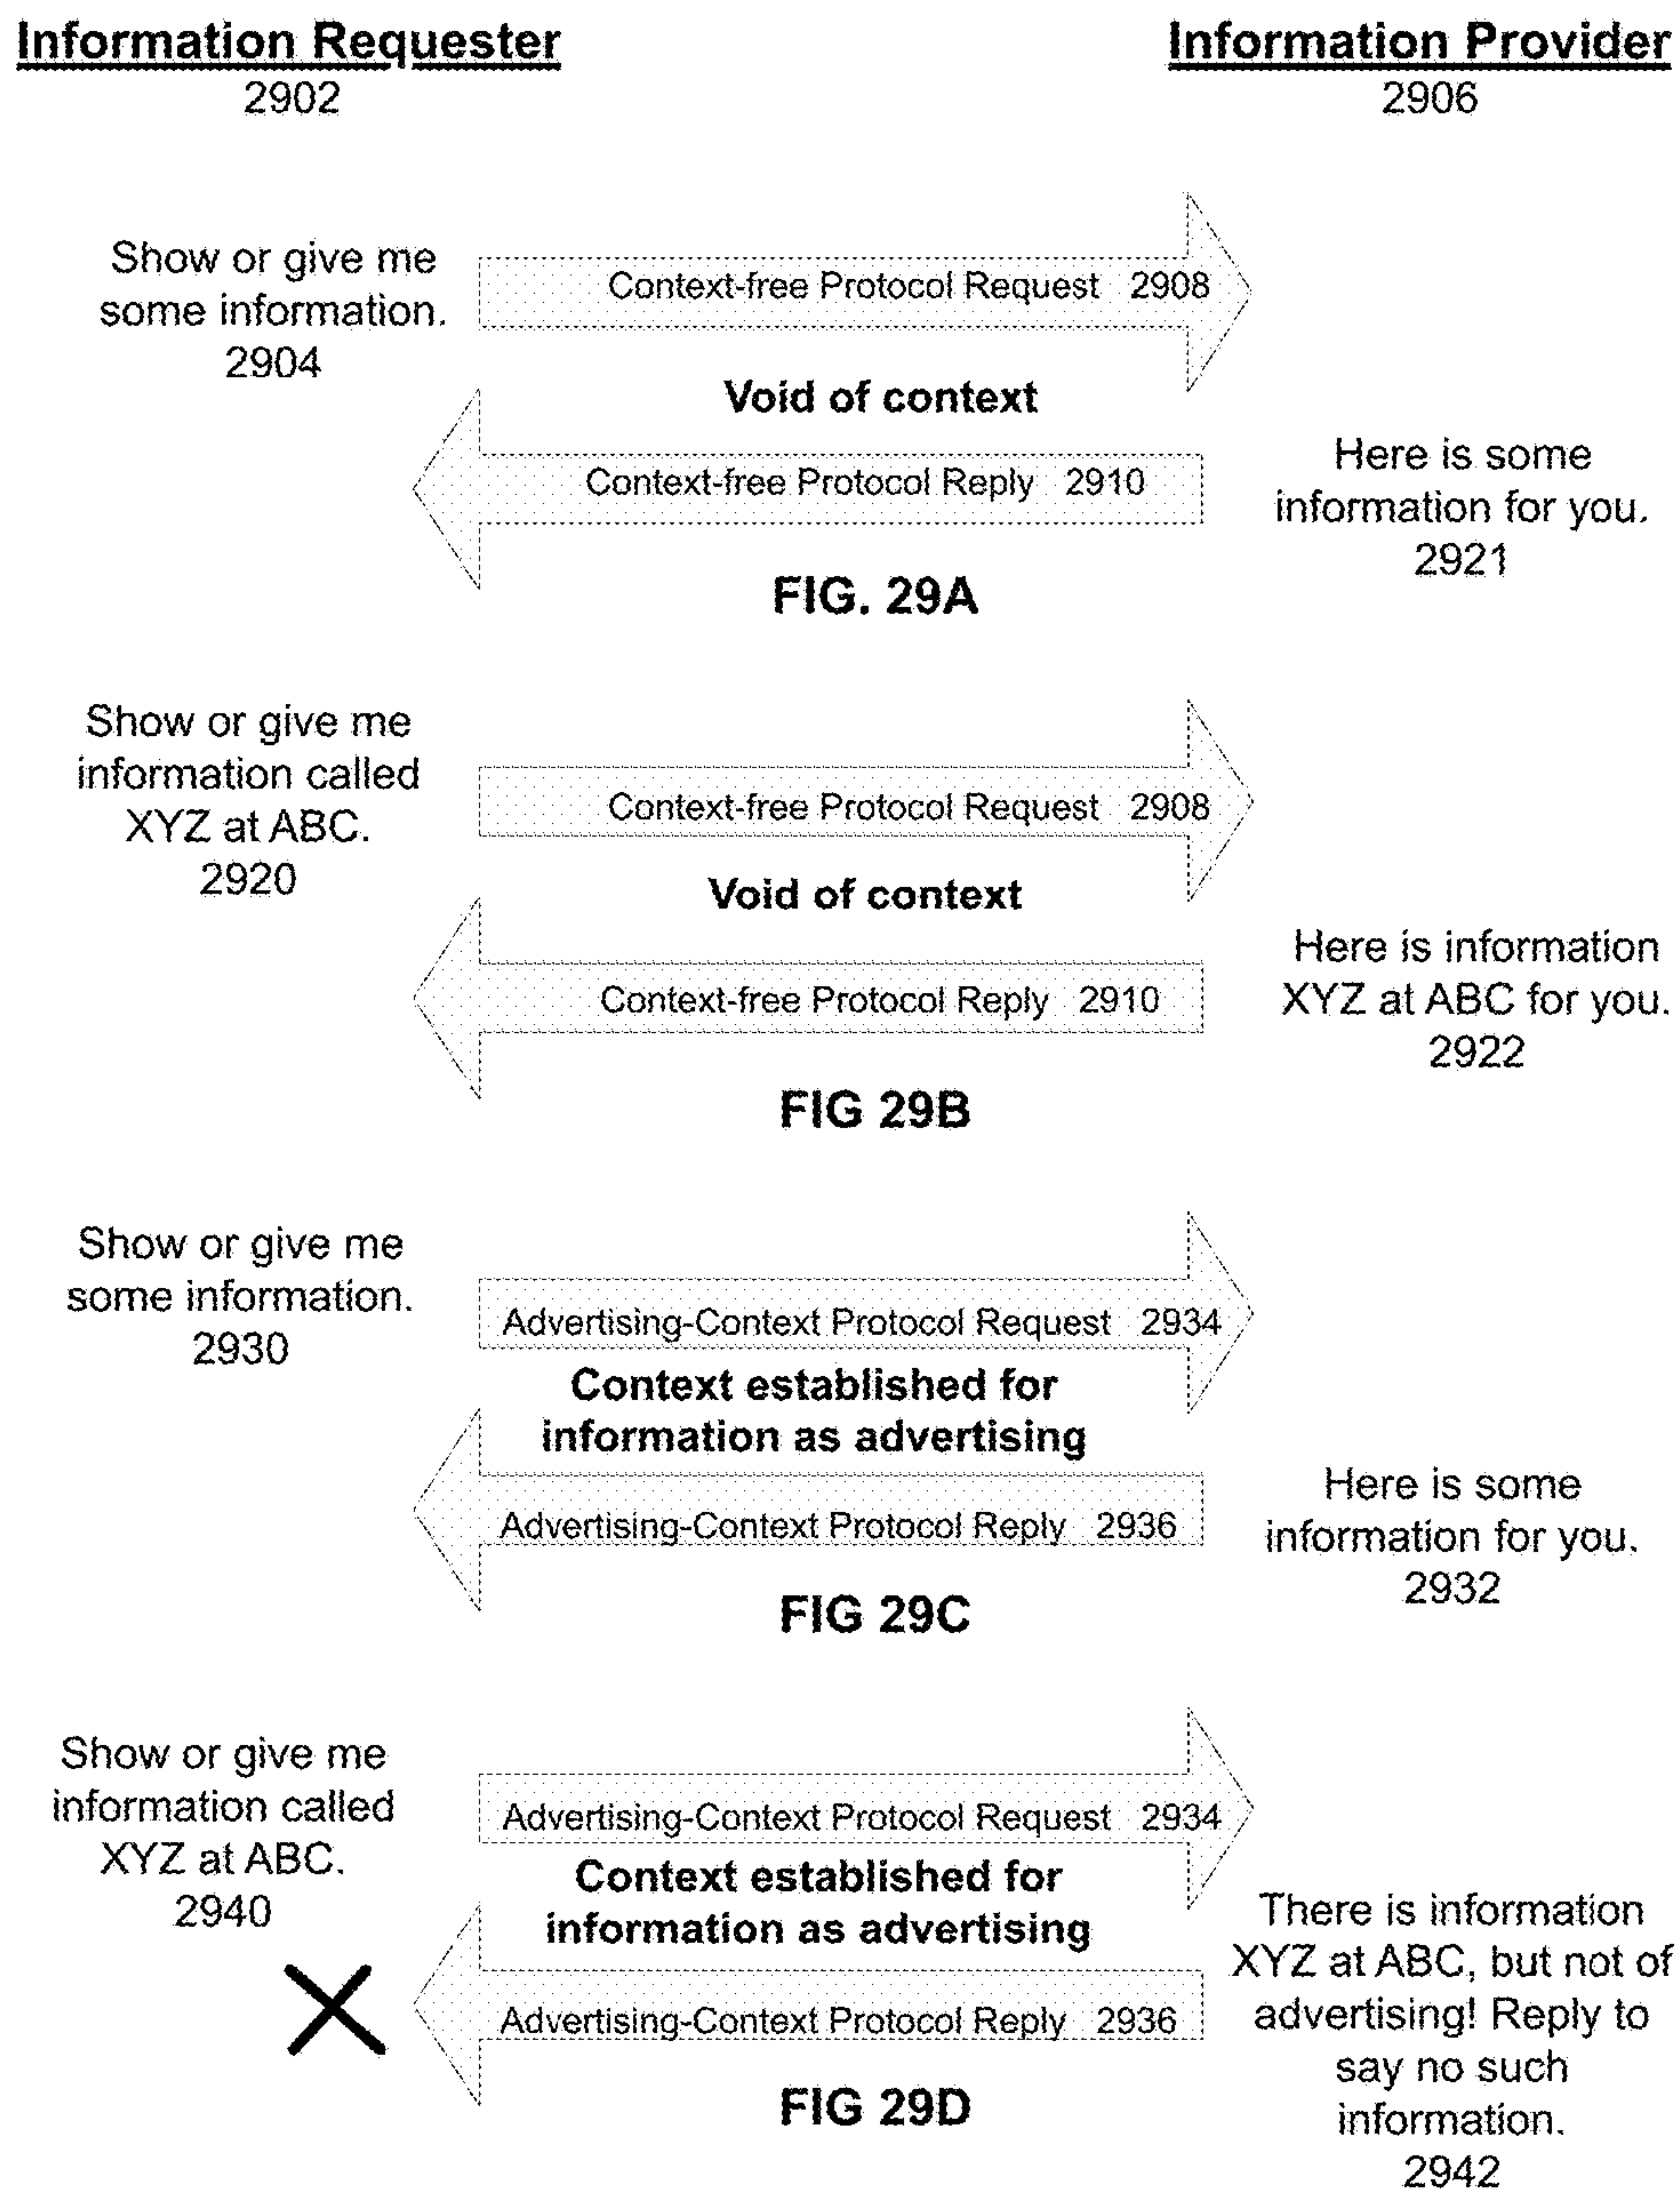 Information Requester
2902
Information Provider
2906
Show or give me
some information.
2904
Context-free Protocol Request 2908
Void of context
Context-free Protocol Reply 2910
Here is some
information for you.
2921
FIG. 29A
Show or give me
information called
XYZ at ABC.
2920
Context-free Protocol Request 2908
Void of context
Context-free Protocol Reply 2910
Here is information
XYZ at ABC for you.
2922
FIG 29B
Show or give me
some information.
2930
Advertising-Context Protocol Request 2934
Context established for
information as advertising
Advertising-Context Protocol Reply 2936
Here is some
information for you.
2932
FIG 29C
Show or give me
information called
XYZ at ABC.
2940
Advertising-Context Protocol Request 2934
Context established for
information as advertising
Advertising-Context Protocol Reply 2936
There is information
XYZ at ABC, but not of
advertising! Reply to
say no such
information.
2942
FIG 29D